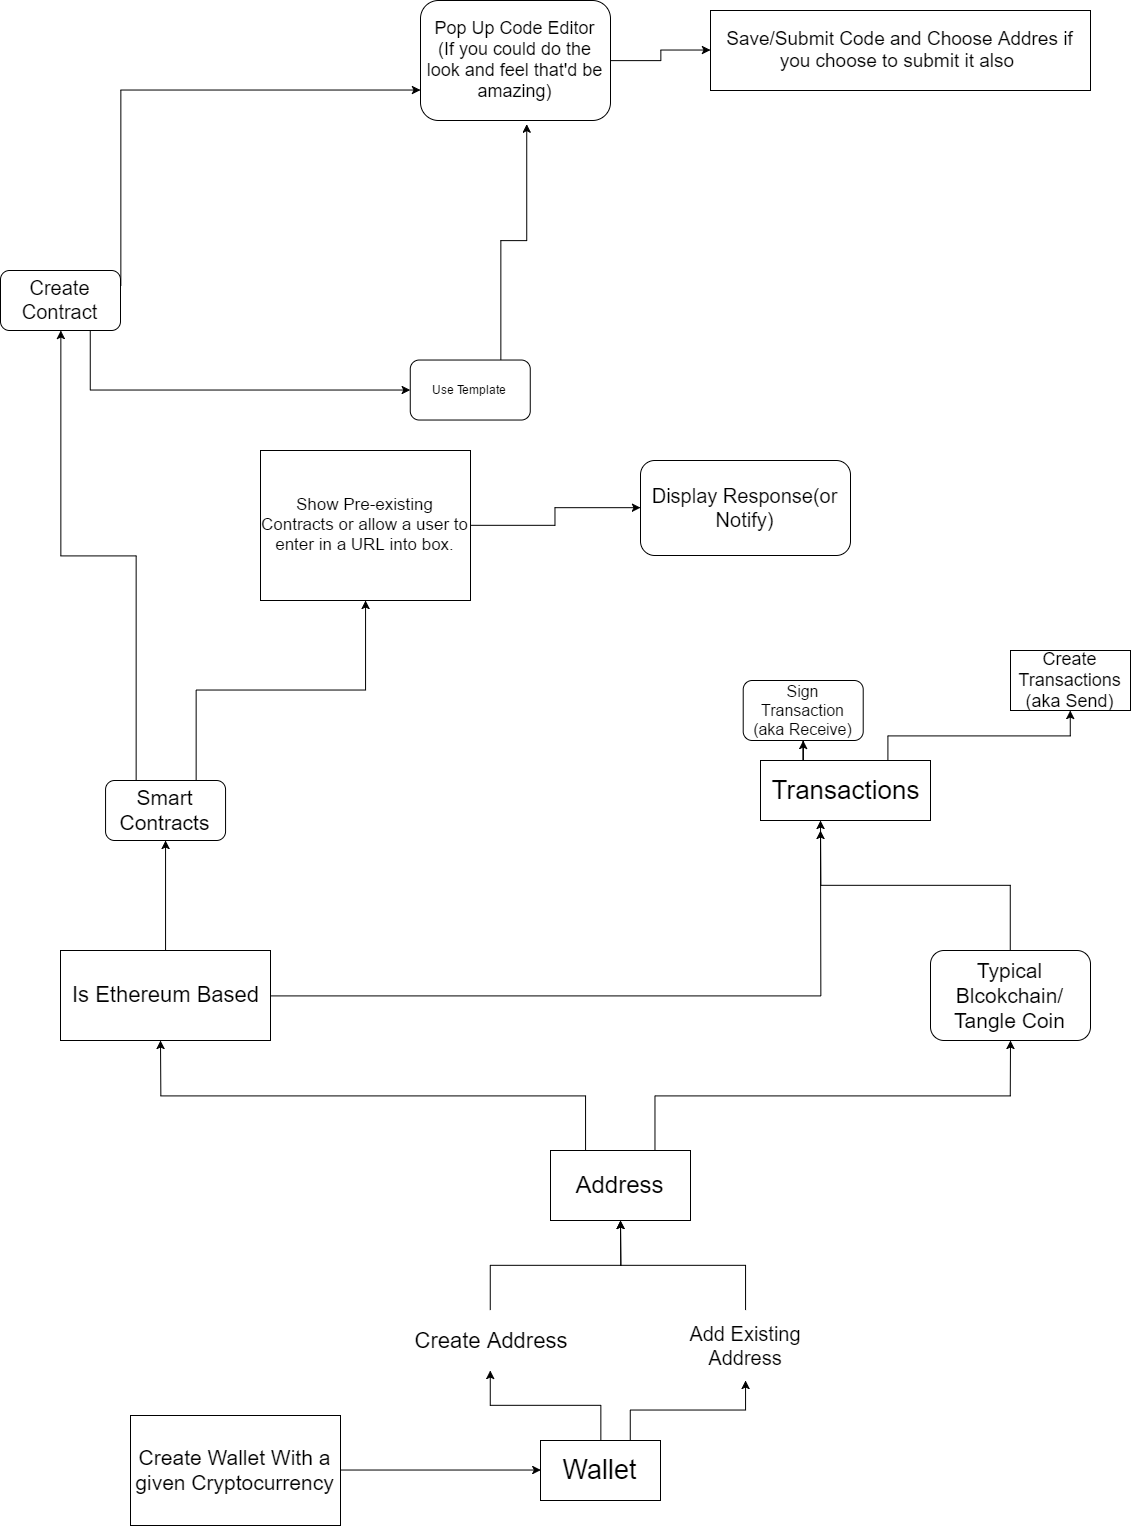 Pop Up Code Editor
(If you could do the
look and feel that'd be
amazing)
Save/Submit Code and Choose Addres if
you choose to submit it also
Create
Contract
Use Template
Show Pre-existing
Contracts or allow a user to
enter in a URL into box.
Display Response(or
Notify)
Create
Transactions
(aka Send)
Sign
Transaction
(aka Receive)
Transactions
Smart
Contracts
Is Ethereum Based
Typical
Blcokchain/
Tangle Coin
Address
Create Address
Add Existing
Address
Create Wallet With a
given Cryptocurrency
Wallet